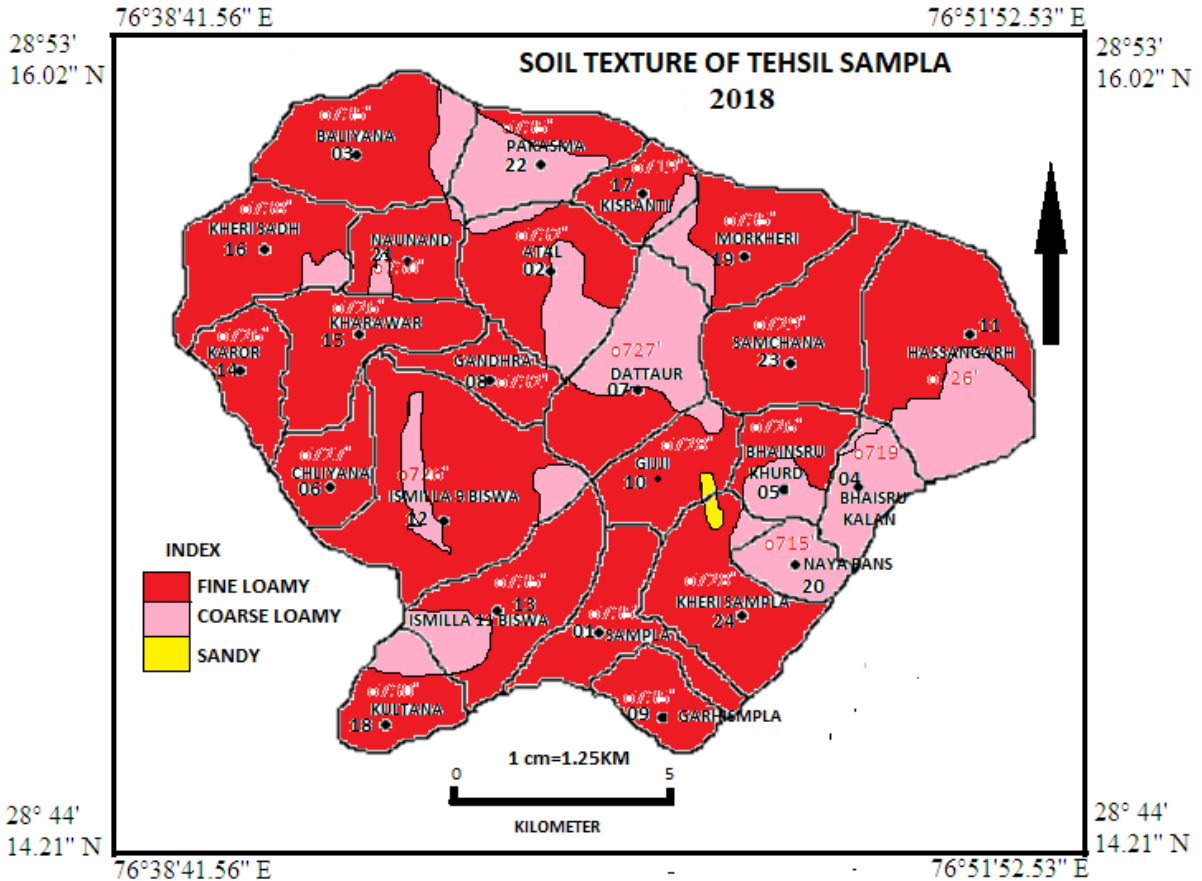 76°38'41.56" E
76°51'52.53" E
28°53'
16.02" N
28°53'
16.02" N
SOIL TEXTURE OF TEHSIL SAMPLA
2018
BALIYANA
03
PAKASMA
22
17
KISRANTI
KHERI SADH
16
NAUNAND
21
ATAL
02
MORKHERI
19
KHARAWAR
15
KAROR
14
GANDHRA
08
o727'
DATTAUR
07
SAMCHANA
23
11
HASSANGARH
26'
CHLIYANA
06
o726"
ISMILLA 9 BISWA
12
10
BHAINSRU
KHURD
05
o719'
04
BHAISRU
KALAN
o715'
NAYA BANS
20
INDEX
FINE LOAMY
COARSE LOAMY
SANDY
13
ISMILLA 11 BISWA
01 SAMPLA
KHERI SAMPLA
24
KULTANA
18
09
GARHISMPLA
1 cm=1.25KM
0 5
KILOMETER
28° 44'
14.21" N
28° 44'
14.21" N
76°38'41.56" E
76°51'52.53" E